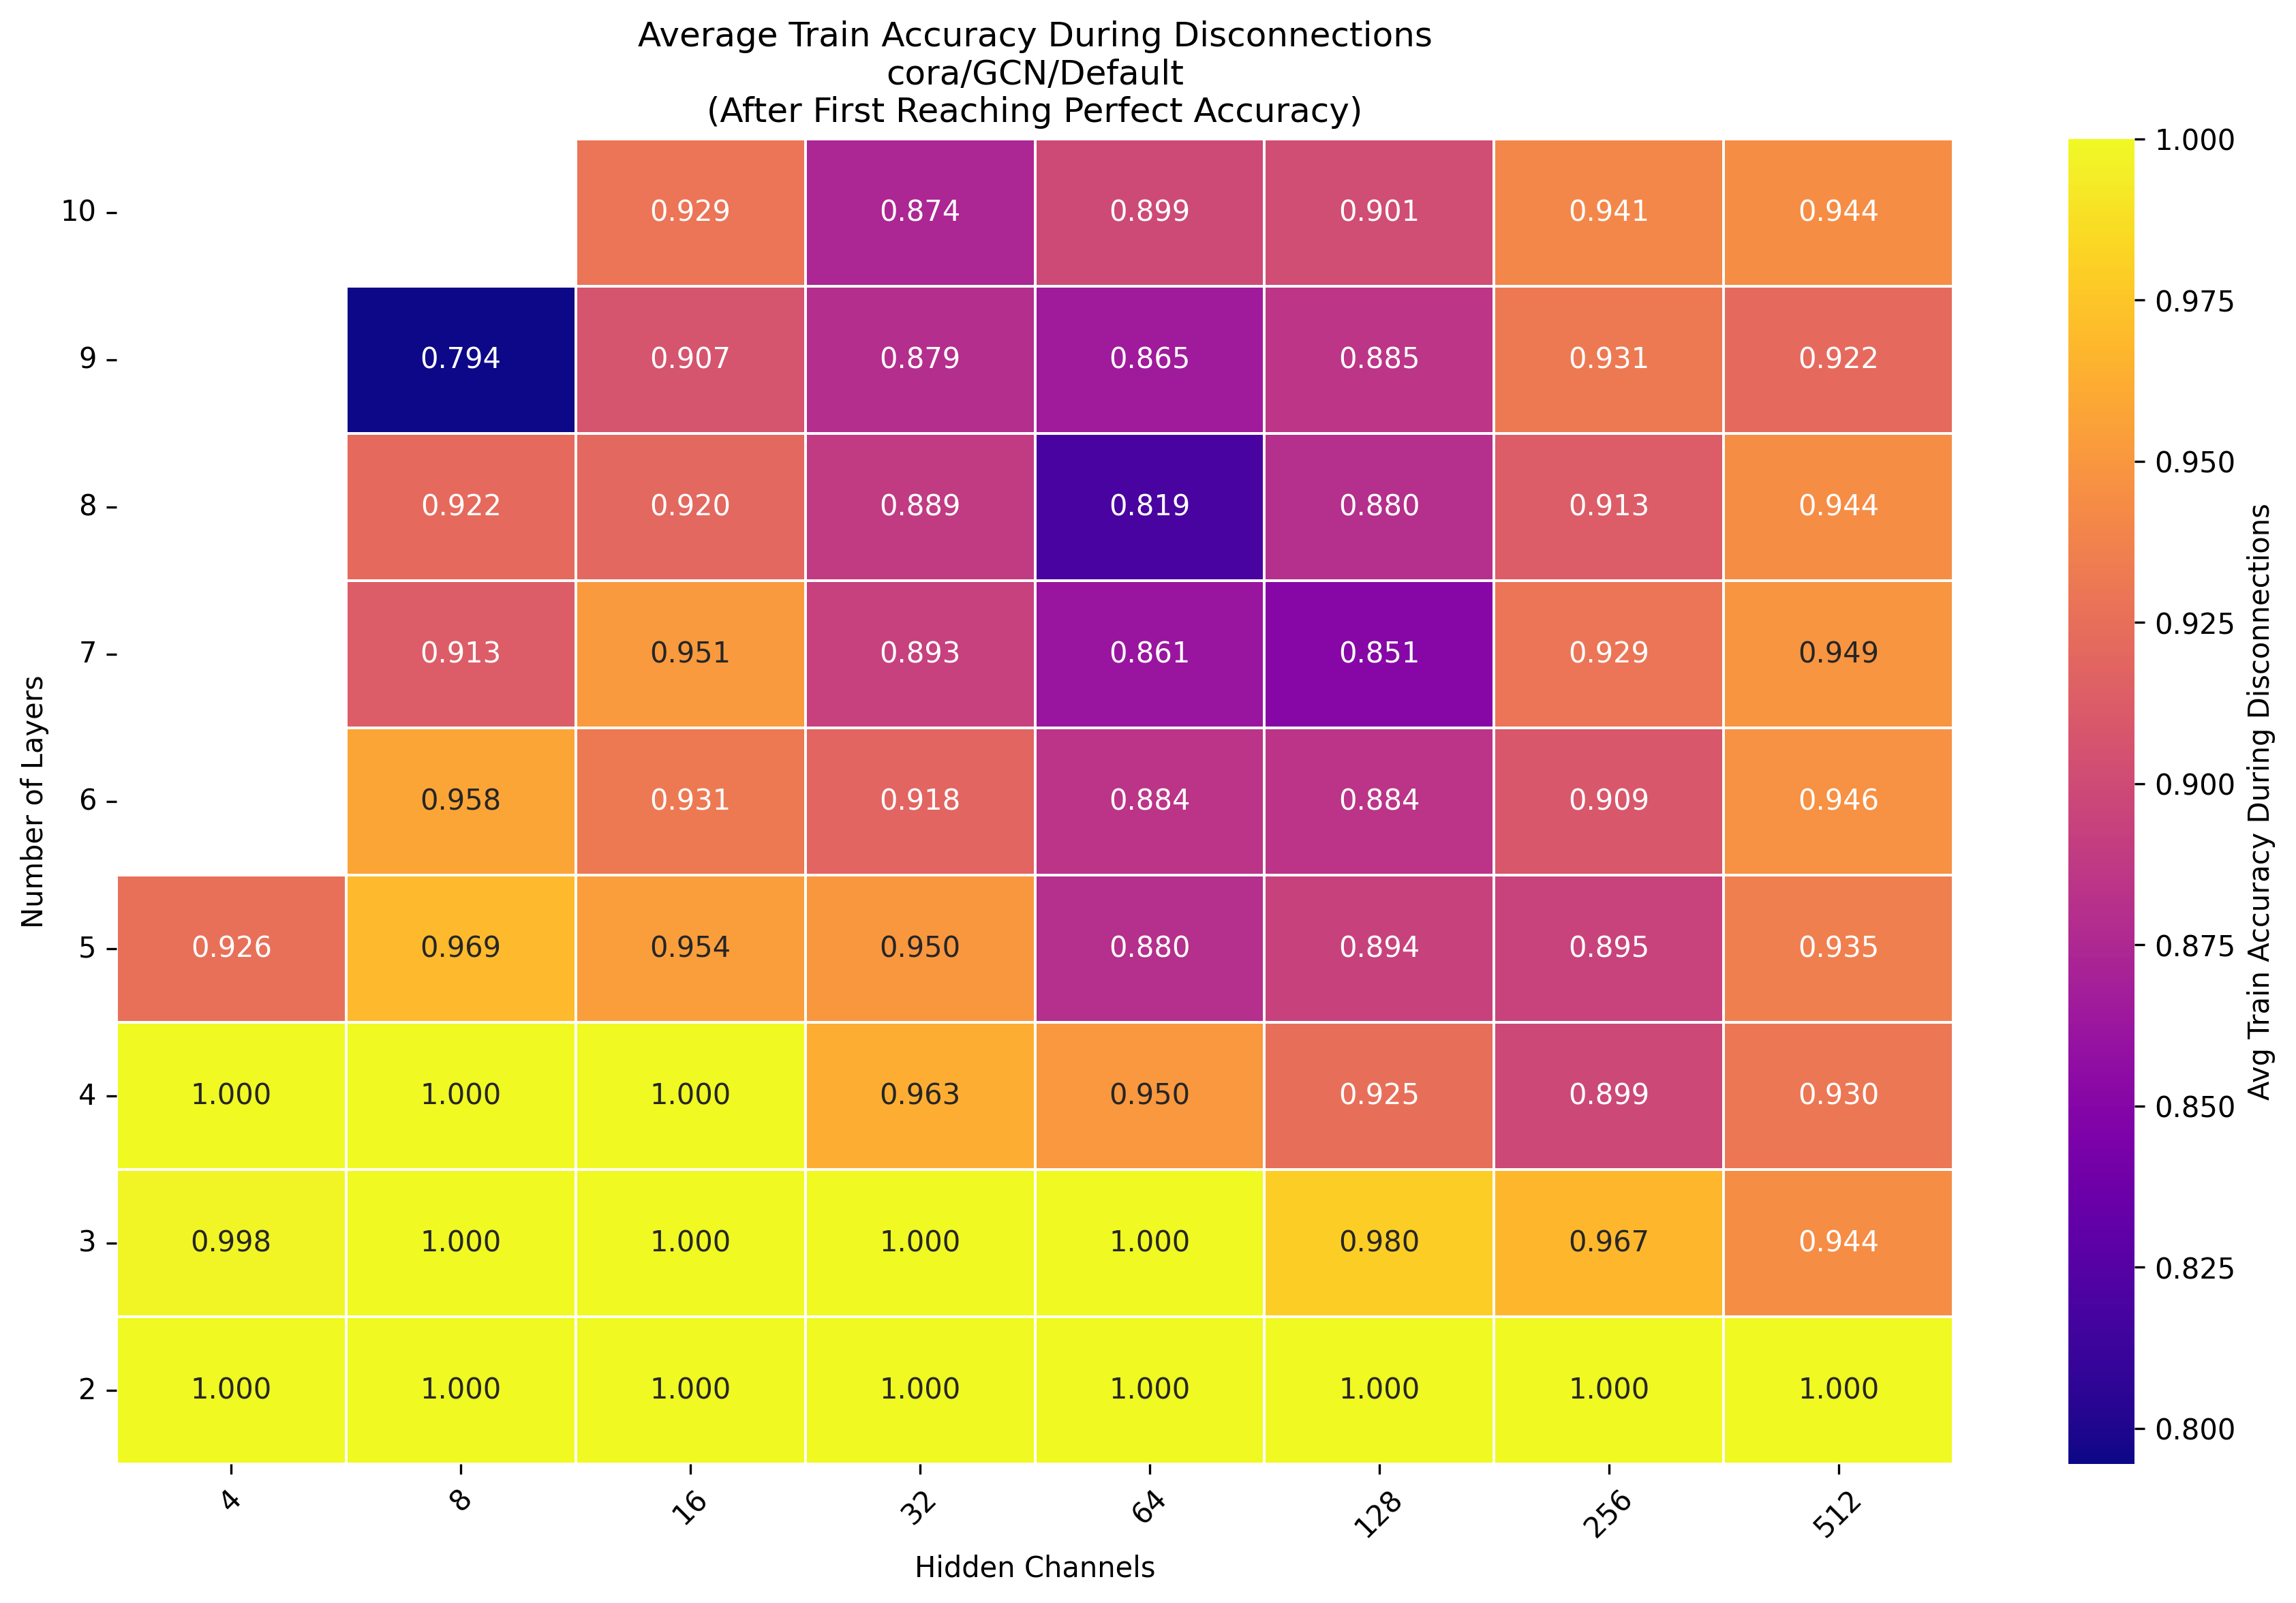 Average Train Accuracy During Disconnections
cora/GCN/Default
(After First Reaching Perfect Accuracy)
10 0.929 0.874 0.899 0.901 0.941 0.944
9 0.794 0.907 0.879 0.865 0.885 0.931 0.922
8 0.922 0.920 0.889 0.819 0.880 0.913 0.944
7 0.913 0.951 0.893 0.861 0.851 0.929 0.949
6 0.958 0.931 0.918 0.884 0.884 0.909 0.946
5 0.926 0.969 0.954 0.950 0.880 0.894 0.895 0.935
4 1.000 1.000 1.000 0.963 0.950 0.925 0.899 0.930
3 0.998 1.000 1.000 1.000 1.000 0.980 0.967 0.944
2 1.000 1.000 1.000 1.000 1.000 1.000 1.000 1.000
4 8 16 32 64 128 256 512
Hidden Channels
Number of Layers
1.000
0.975
0.950
0.925
0.900
0.875
0.850
0.825
0.800
Avg Train Accuracy During Disconnections